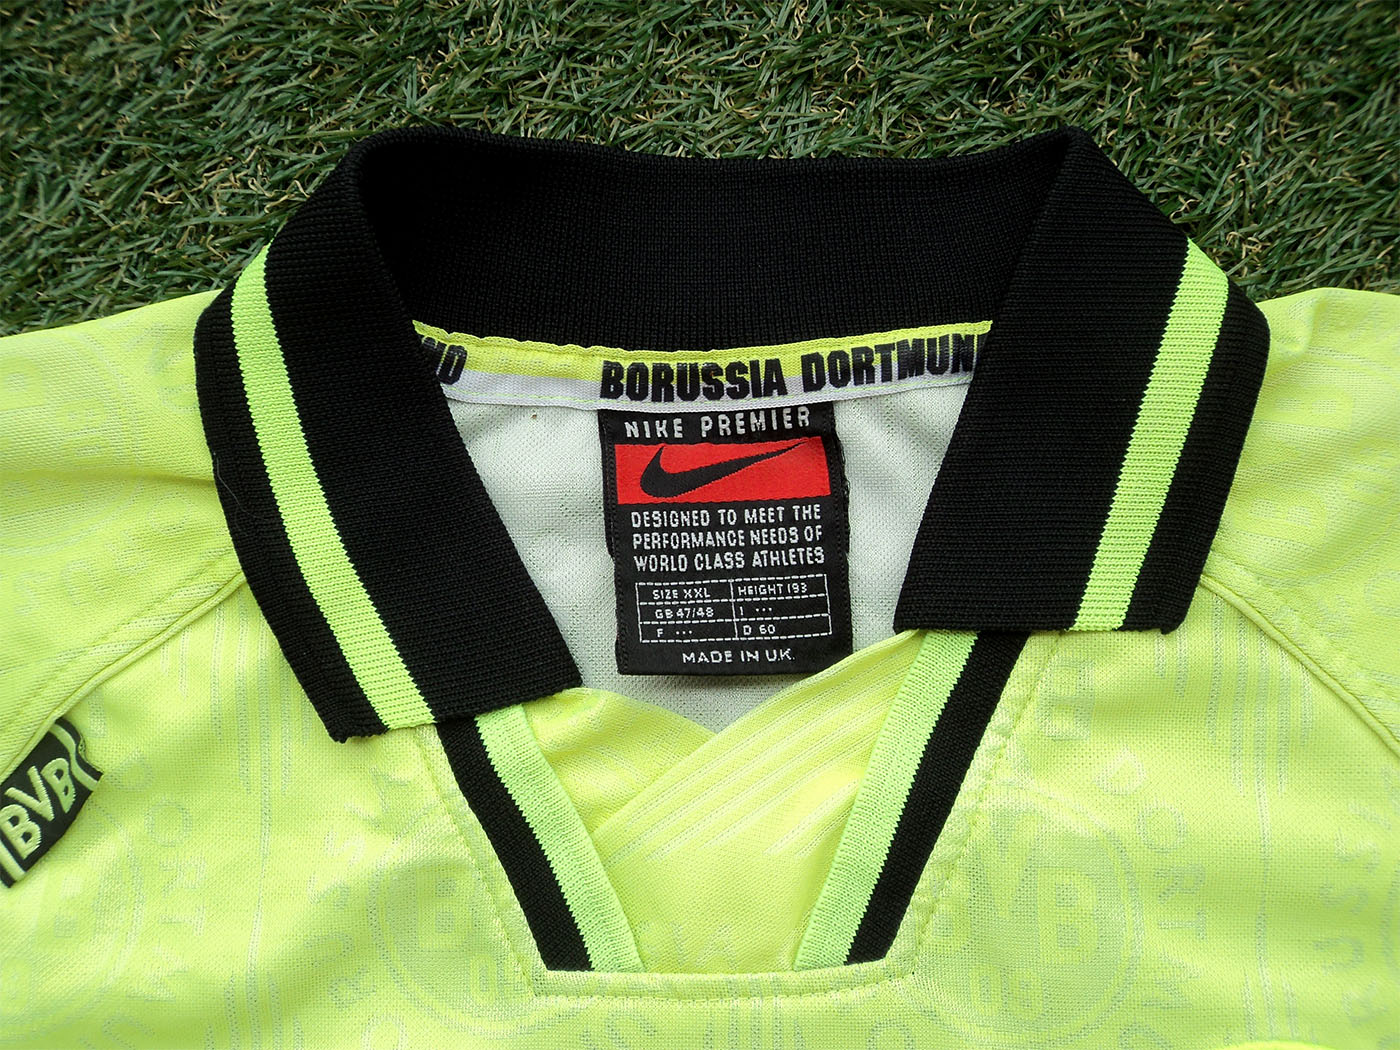 ND BORUSSIA DORTMUN
NIKE PREMIER
DESIGNED TO MEET THE
PERFORMANCE NEEDS OF
WORLD CLASS ATHLETES
SIZE XXL HEIGHT 193
GB 47/48 I ...
F ... D 60
MADE IN U.K.
BVB